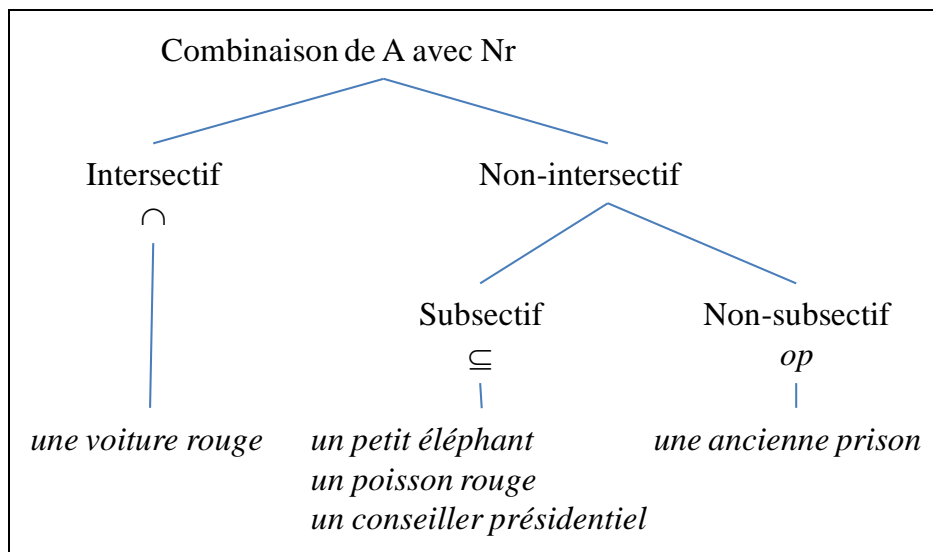 Combinaison de A avec Nr
Intersectif
∩
Non-intersectif
Subsectif
⊆
Non-subsectif
op
une voiture rouge
un petit éléphant
un poisson rouge
un conseiller présidentiel
une ancienne prison